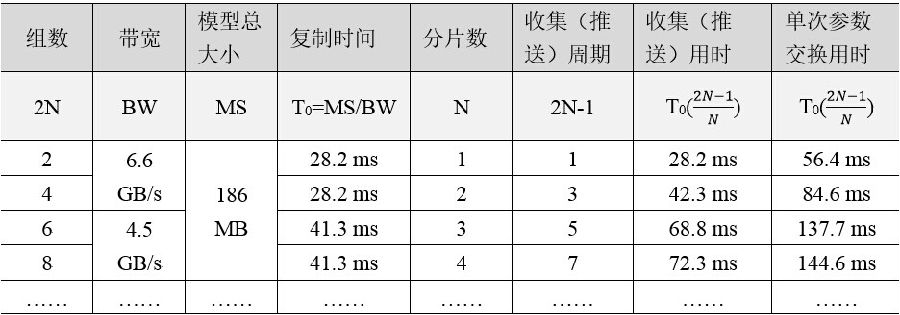 组数 带宽 模型总大小 复制时间 分片数 收集（推送）周期 收集（推送）用时 单次参数交换用时
2N BW MS T₀=MS/BW N 2N-1 T₀(\frac{2N-1}{N}) T₀(\frac{2N-1}{N})
2 6.6 GB/s 186 MB 28.2 ms 1 1 28.2 ms 56.4 ms
4 28.2 ms 2 3 42.3 ms 84.6 ms
6 4.5 GB/s 41.3 ms 3 5 68.8 ms 137.7 ms
8 41.3 ms 4 7 72.3 ms 144.6 ms
…… …… …… …… …… …… …… ……